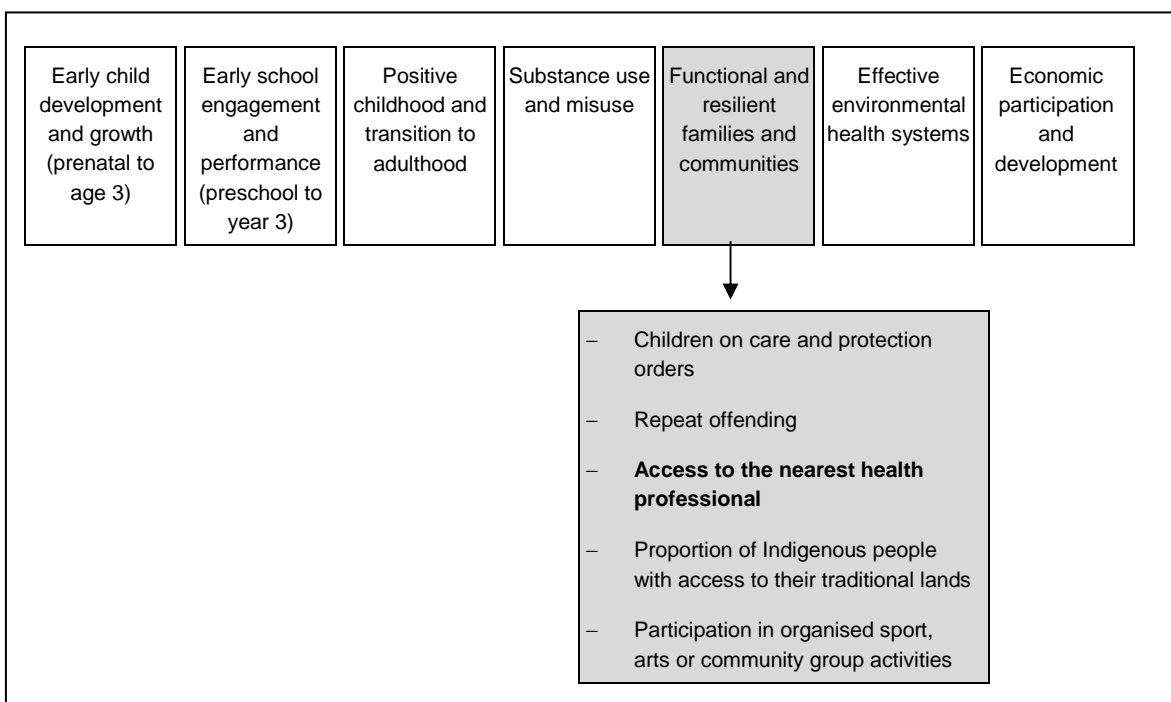 Early child
development
and growth
(prenatal to
age 3)
Early school
engagement
and
performance
(preschool to
year 3)
Positive
childhood and
transition to
adulthood
Substance use
and misuse
Functional and
resilient
families and
communities
Effective
environmental
health systems
Economic
participation
and
development
– Children on care and protection
orders
– Repeat offending
– Access to the nearest health
professional
– Proportion of Indigenous people
with access to their traditional lands
– Participation in organised sport,
arts or community group activities